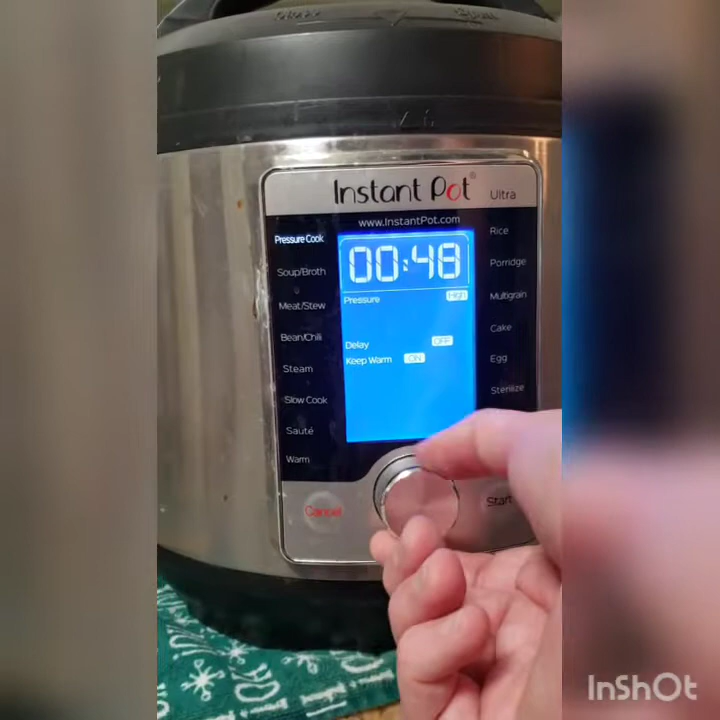 Instant Pot® Ultra
www.InstantPot.com
Pressure Cook
Soup/Broth
Meat/Stew
Bean/Chili
Steam
Slow Cook
Sauté
Warm
00:48
Pressure High
Delay OFF
Keep Warm ON
Rice
Porridge
Multigrain
Cake
Egg
Sterilize
Cancel
Start
InShOt